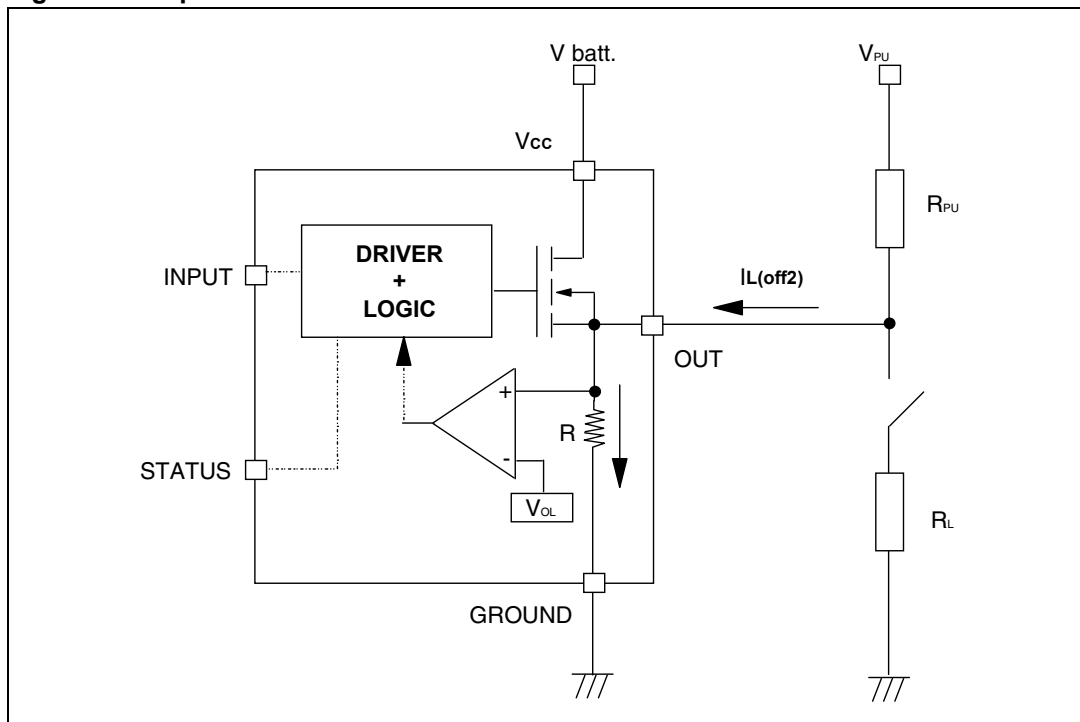 V batt.
VPU
Vcc
RPU
DRIVER
+
LOGIC
INPUT
IL(off2)
OUT
+
R
-
STATUS
VOL
RL
GROUND